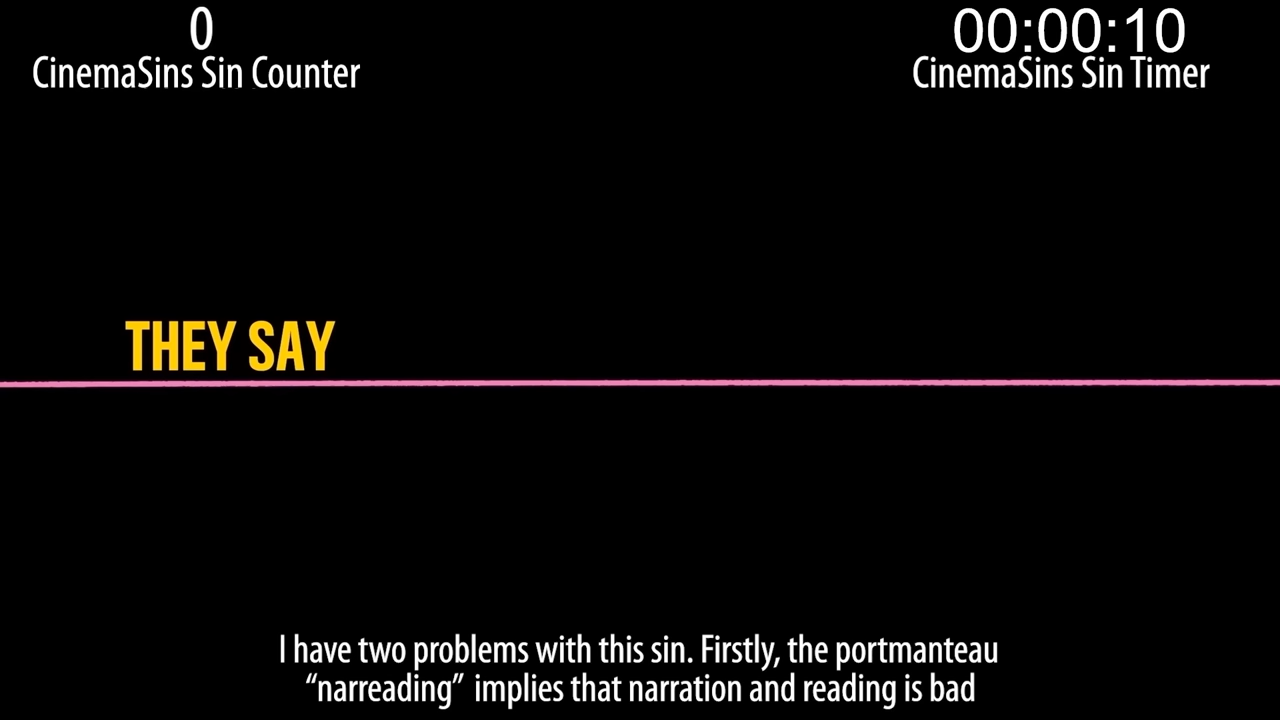 0
CinemaSins Sin Counter
00:00:10
CinemaSins Sin Timer
THEY SAY
I have two problems with this sin. Firstly, the portmanteau
“narreading” implies that narration and reading is bad